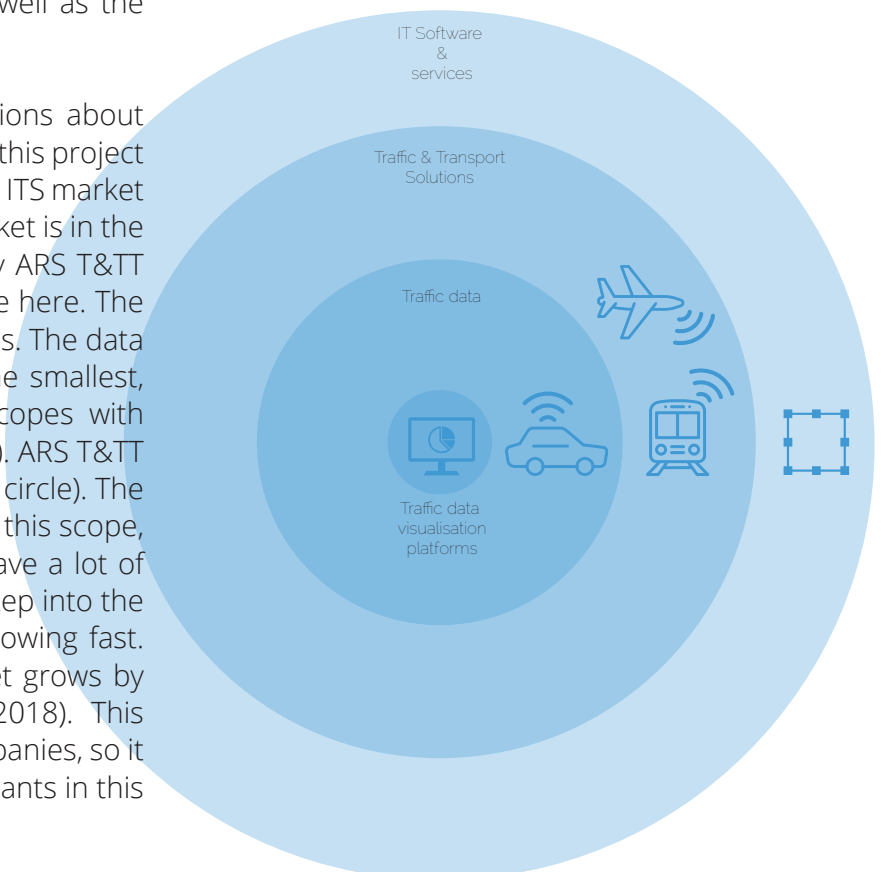 well as the
ions about
this project
ITS market
ket is in the
ARS T&TT
e here. The
s. The data
e smallest,
copes with
). ARS T&TT
circle). The
this scope,
ave a lot of
ep into the
owing fast.
t grows by
2018). This
panies, so it
ants in this
IT Software
&
services
Traffic & Transport
Solutions
Traffic data
Traffic data
visualisation
platforms